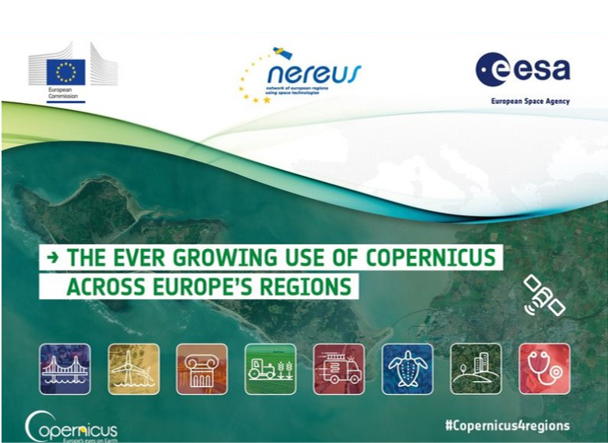 European
Commission
nereus
network of european regions
using space technologies
esa
European Space Agency
→ THE EVER GROWING USE OF COPERNICUS
ACROSS EUROPE'S REGIONS
Copernicus
Europe's eyes on Earth
#Copernicus4regions